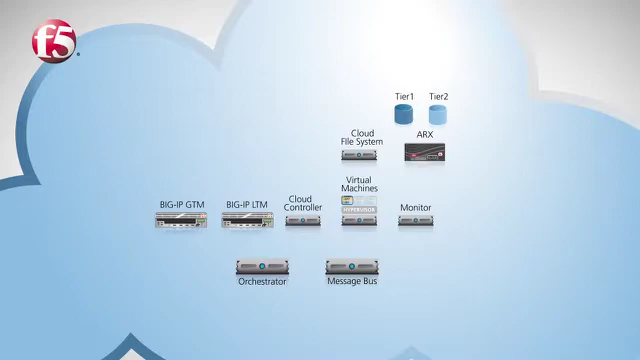 f5
Tier1 Tier2
Cloud
File System
ARX
Virtual
Machines
BIG-IP GTM
BIG-IP LTM
Cloud
Controller
HYPERVISOR
Monitor
Orchestrator
Message Bus